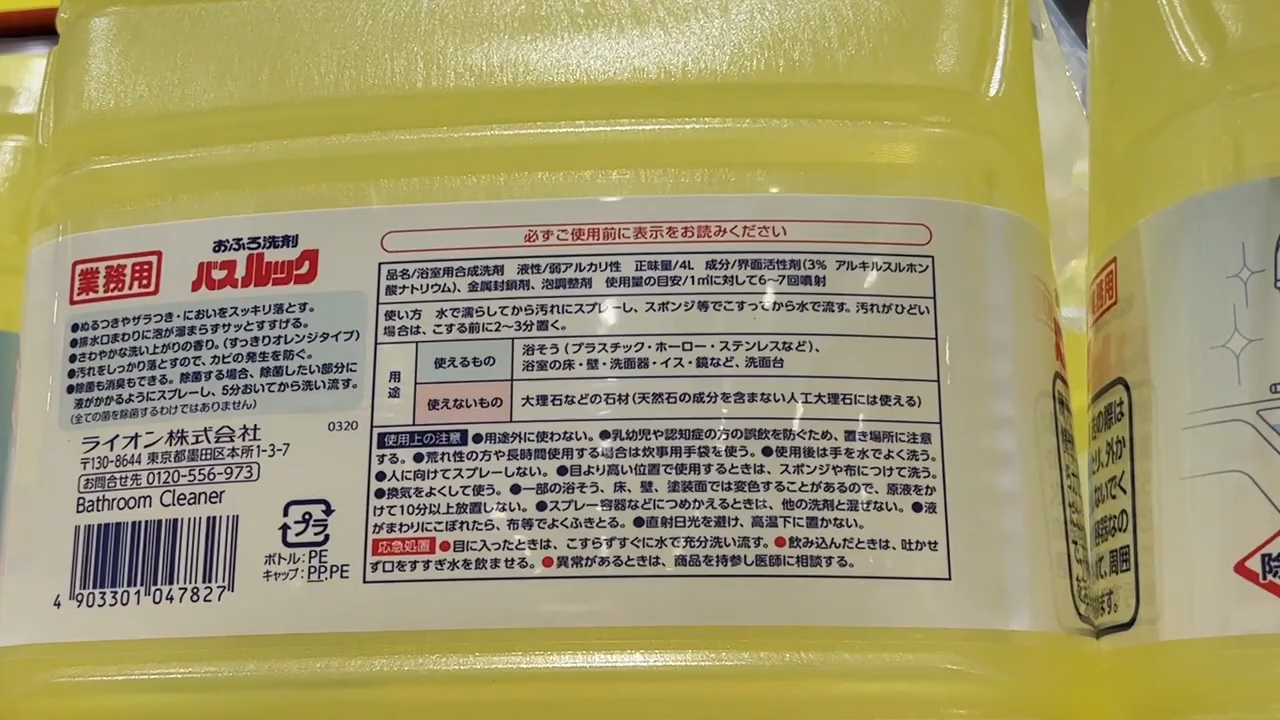 業務用
おふろ洗剤
バスルック
●ぬるつきやザラつき・においをスッキリ落とす。
●排水口まわりに泡が溜まらずサッとすすげる。
●さわやかな洗い上がりの香り。(すっきりオレンジタイプ)
●汚れをしっかり落とすので、カビの発生を防ぐ。
●除菌も消臭もできる。除菌する場合、除菌したい部分に
液がかかるようにスプレーし、5分おいてから洗い流す。
(全ての菌を除菌するわけではありません)
0320
ライオン株式会社
〒130-8644 東京都墨田区本所1-3-7
お問合せ先 0120-556-973
Bathroom Cleaner
4 903301 047827
プラ
ボトル:PE
キャップ:PP,PE
必ずご使用前に表示をお読みください
品名/浴室用合成洗剤 液性/弱アルカリ性 正味量/4L 成分/界面活性剤(3% アルキルスルホン
酸ナトリウム)、金属封鎖剤、泡調整剤 使用量の目安/1㎡に対して6~7回噴射
使い方 水で濡らしてから汚れにスプレーし、スポンジ等でこすってから水で流す。汚れがひどい
場合は、こする前に2~3分置く。
用途
使えるもの
浴そう(プラスチック・ホーロー・ステンレスなど)、
浴室の床・壁・洗面器・イス・鏡など、洗面台
使えないもの
大理石などの石材(天然石の成分を含まない人工大理石には使える)
使用上の注意 ●用途外に使わない。●乳幼児や認知症の方の誤飲を防ぐため、置き場所に注意
する。●荒れ性の方や長時間使用する場合は炊事用手袋を使う。●使用後は手を水でよく洗う。
●人に向けてスプレーしない。●目より高い位置で使用するときは、スポンジや布につけて洗う。
●換気をよくして使う。●一部の浴そう、床、壁、塗装面では変色することがあるので、原液をか
けて10分以上放置しない。●スプレー容器などにつめかえるときは、他の洗剤と混ぜない。●液
がまわりにこぼれたら、布等でよくふきとる。●直射日光を避け、高温下に置かない。
応急処置 ●目に入ったときは、こすらずすぐに水で充分洗い流す。●飲み込んだときは、吐かせ
ず口をすすぎ水を飲ませる。●異常があるときは、商品を持参し医師に相談する。
務用
の際は
外か
ないでく
容器なの
周囲
ます。
除